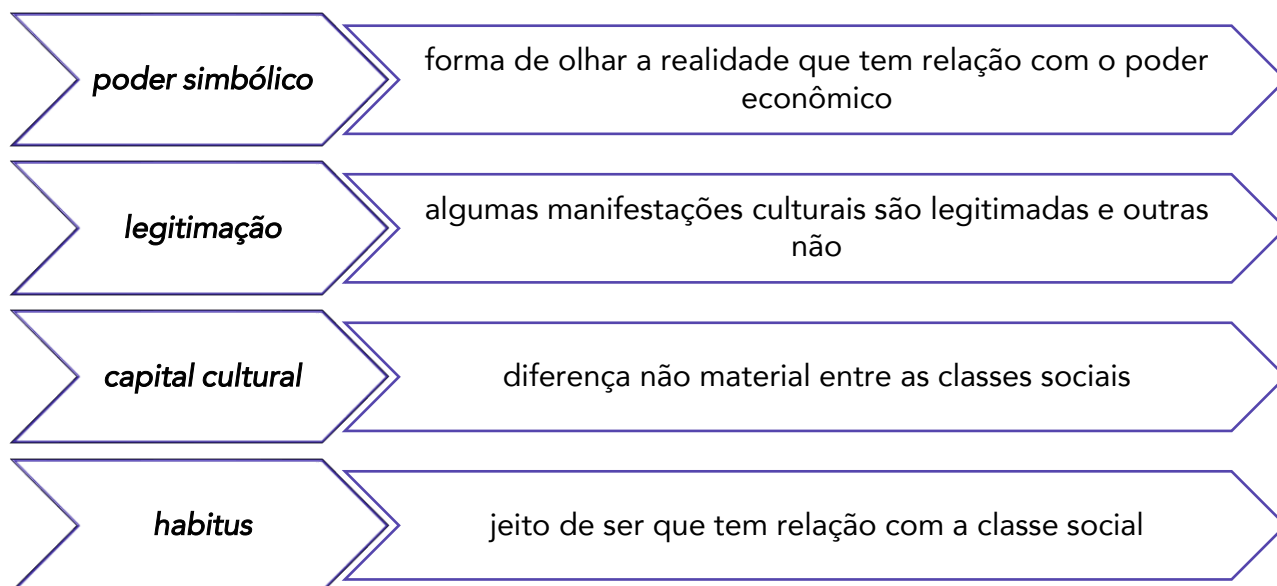 poder simbólico
forma de olhar a realidade que tem relação com o poder
econômico
legitimação
algumas manifestações culturais são legitimadas e outras
não
capital cultural
diferença não material entre as classes sociais
habitus
jeito de ser que tem relação com a classe social